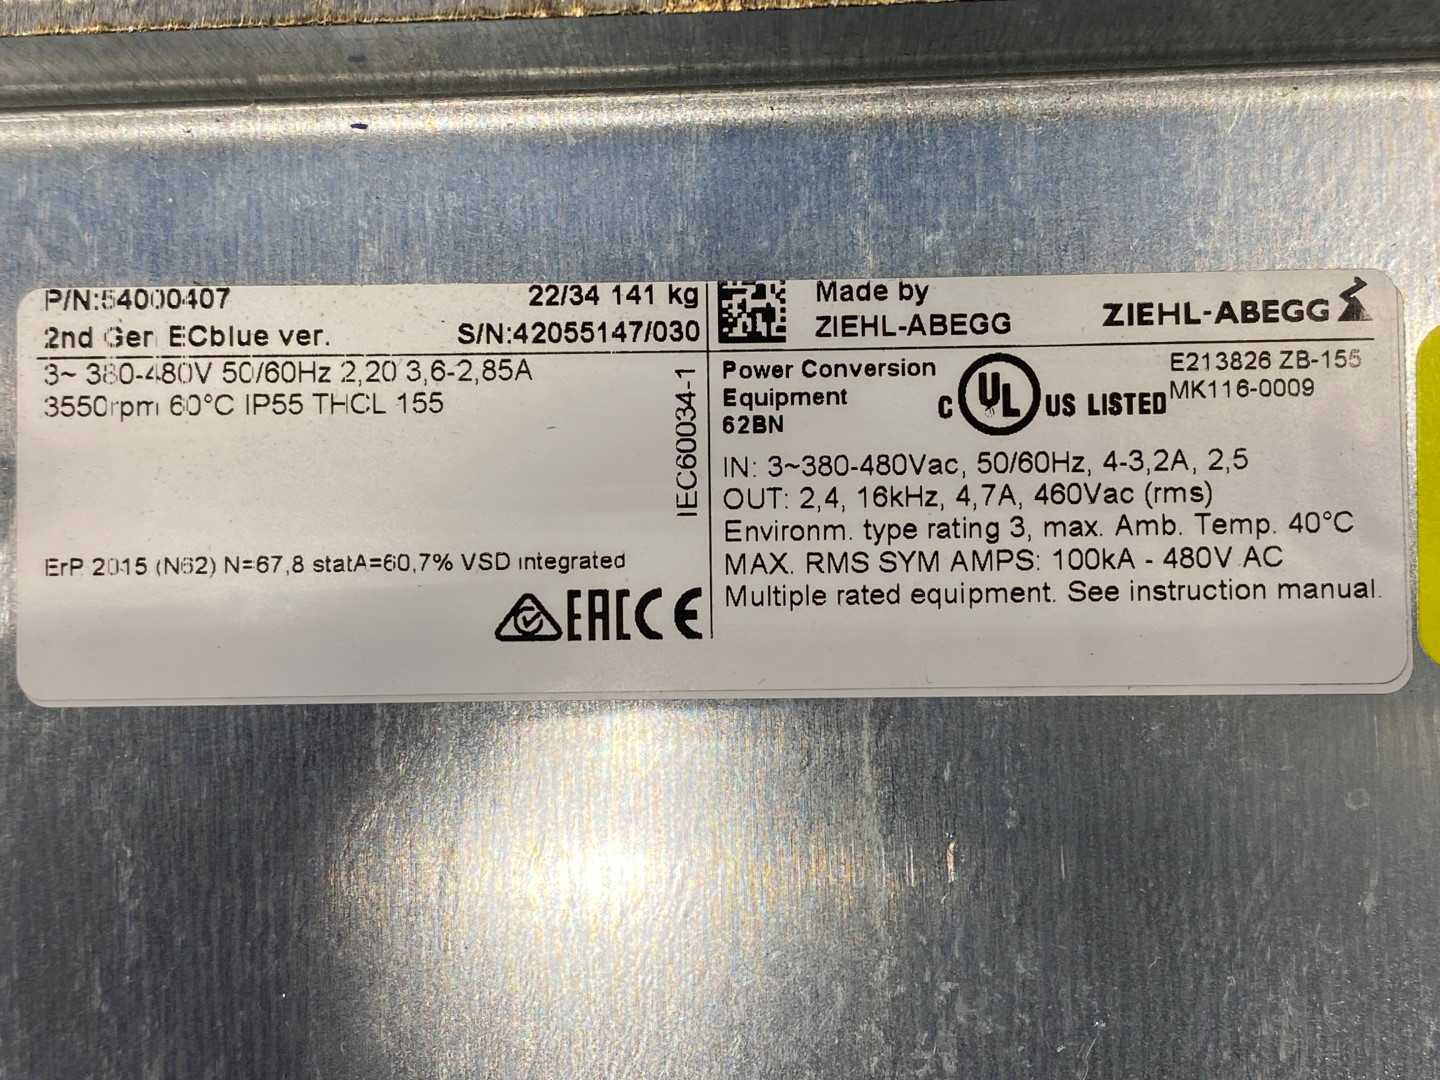 P/N:54000407
22/34 141 kg
2nd Gen ECblue ver.
S/N:42055147/030
3~ 380-480V 50/60Hz 2,20 3,6-2,85A
3550rpm 60°C IP55 THCL 155
IEC60034-1
ErP 2015 (N62) N=67,8 statA=60,7% VSD integrated
EAC CE
Made by
ZIEHL-ABEGG
ZIEHL-ABEGG
Power Conversion
Equipment
62BN
C UL US LISTED
E213826 ZB-155
MK116-0009
IN: 3~380-480Vac, 50/60Hz, 4-3,2A, 2,5
OUT: 2,4, 16kHz, 4,7A, 460Vac (rms)
Environm. type rating 3, max. Amb. Temp. 40°C
MAX. RMS SYM AMPS: 100kA - 480V AC
Multiple rated equipment. See instruction manual.